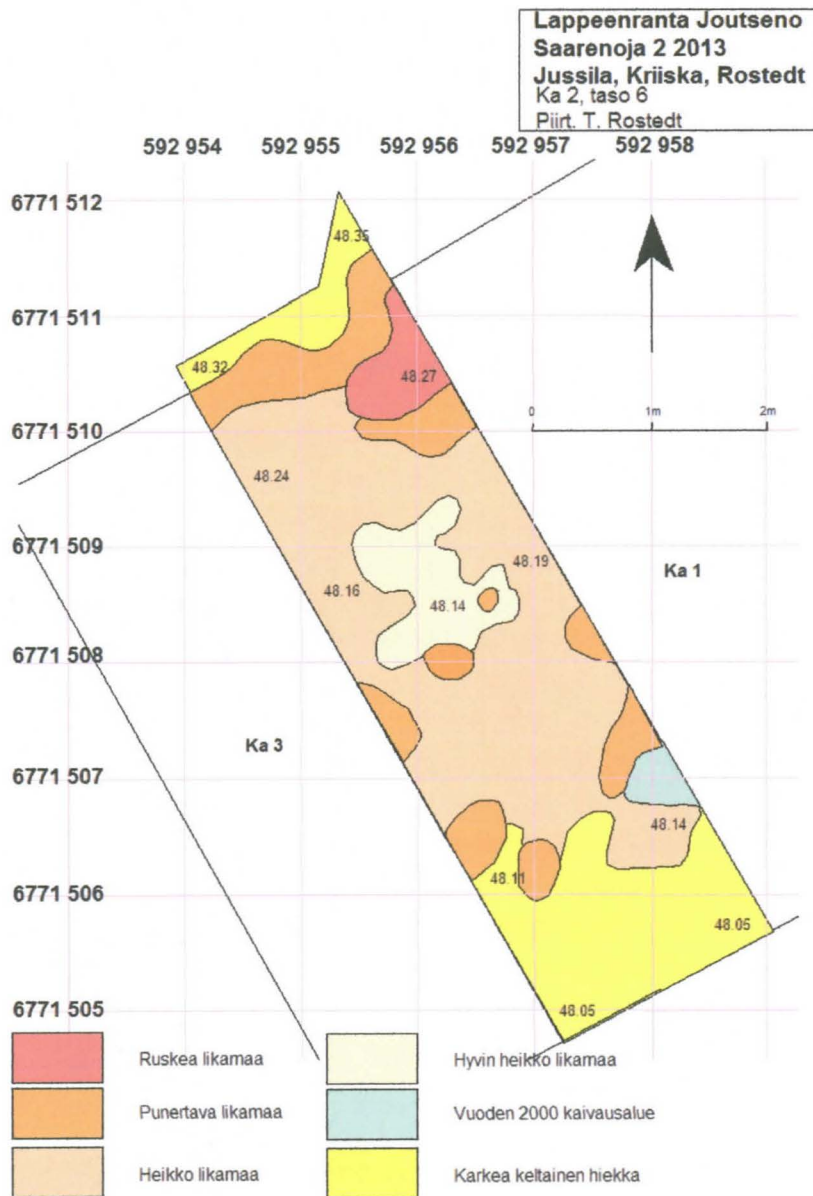 Lappeenranta Joutseno
Saarenoja 2 2013
Jussila, Kriiska, Rostedt
Ka 2, taso 6
Piirt. T. Rostedt
592 954 592 955 592 956 592 957 592 958
6771 512
48.35
6771 511
48.32
48.27
6771 510
0 1m 2m
48.24
6771 509
48.19
Ka 1
48.16
48.14
6771 508
Ka 3
6771 507
48.14
48.11
6771 506
48.05
6771 505
48.05
Ruskea likamaa
Hyvin heikko likamaa
Punertava likamaa
Vuoden 2000 kaivausalue
Heikko likamaa
Karkea keltainen hiekka